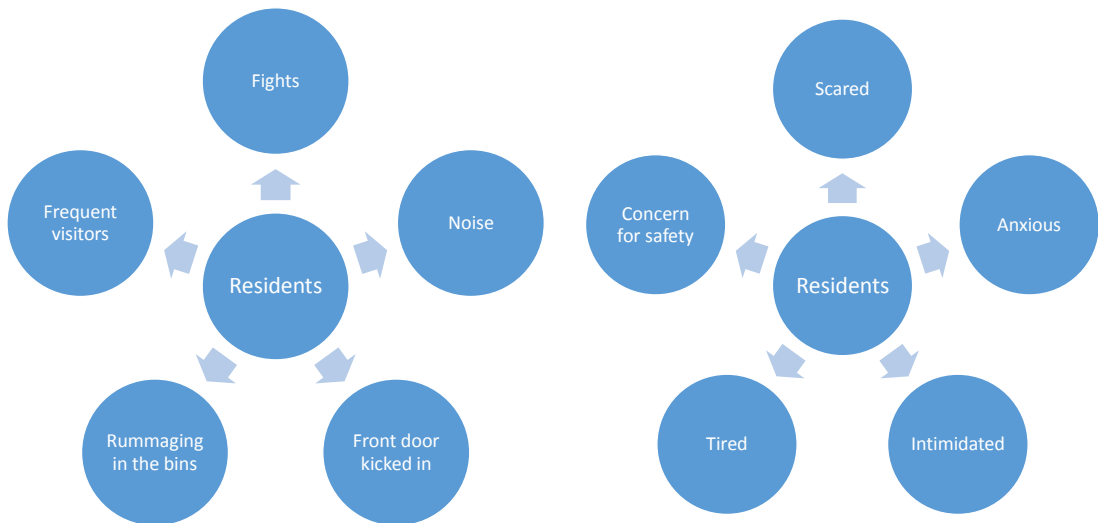 Fights
Frequent
visitors
Noise
Residents
Rummaging
in the bins
Front door
kicked in
Scared
Concern
for safety
Anxious
Residents
Tired
Intimidated